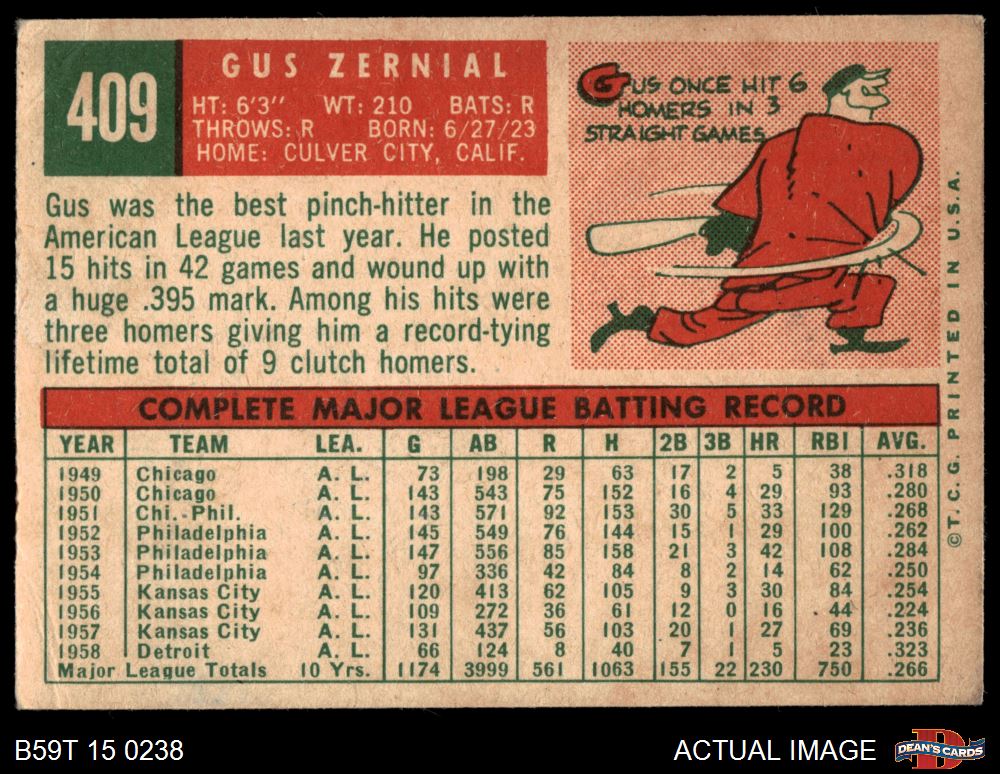 409
GUS ZERNIAL
HT: 6'3" WT: 210 BATS: R
THROWS: R BORN: 6/27/23
HOME: CULVER CITY, CALIF.
GUS ONCE HIT 6
HOMERS IN 3
STRAIGHT GAMES
Gus was the best pinch-hitter in the
American League last year. He posted
15 hits in 42 games and wound up with
a huge .395 mark. Among his hits were
three homers giving him a record-tying
lifetime total of 9 clutch homers.
©T. C. G. PRINTED IN U.S.A.
COMPLETE MAJOR LEAGUE BATTING RECORD
YEAR TEAM LEA. G AB R H 2B 3B HR RBI AVG.
1949 Chicago A. L. 73 198 29 63 17 2 5 38 .318
1950 Chicago A. L. 143 543 75 152 16 4 29 93 .280
1951 Chi.-Phil. A. L. 143 571 92 153 30 5 33 129 .268
1952 Philadelphia A. L. 145 549 76 144 15 1 29 100 .262
1953 Philadelphia A. L. 147 556 85 158 21 3 42 108 .284
1954 Philadelphia A. L. 97 336 42 84 8 2 14 62 .250
1955 Kansas City A. L. 120 413 62 105 9 3 30 84 .254
1956 Kansas City A. L. 109 272 36 61 12 0 16 44 .224
1957 Kansas City A. L. 131 437 56 103 20 1 27 69 .236
1958 Detroit A. L. 66 124 8 40 7 1 5 23 .323
Major League Totals 10 Yrs. 1174 3999 561 1063 155 22 230 750 .266
B59T 15 0238
ACTUAL IMAGE
DEAN'S CARDS